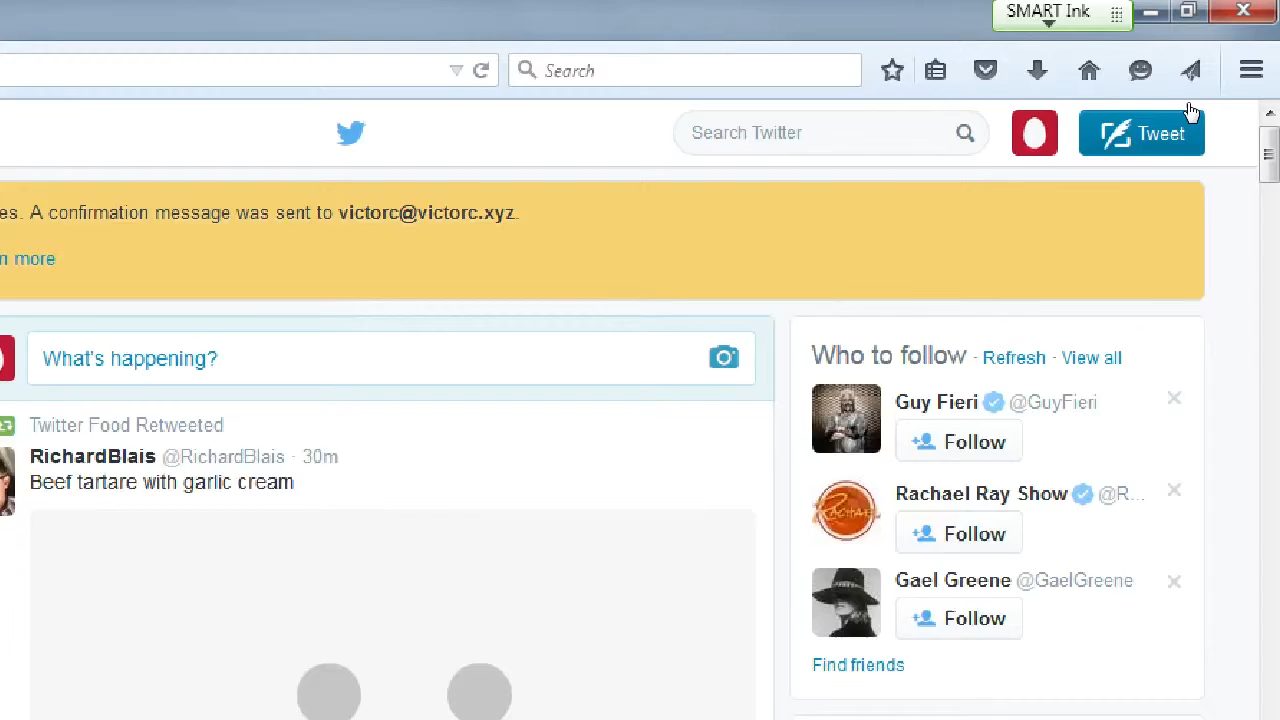 SMART Ink
Search
Search Twitter
Tweet
es. A confirmation message was sent to victorc@victorc.xyz.
more
What's happening?
Who to follow · Refresh · View all
Guy Fieri @GuyFieri
Follow
Rachael Ray Show @R...
Follow
Gael Greene @GaelGreene
Follow
Find friends
Twitter Food Retweeted
RichardBlais @RichardBlais · 30m
Beef tartare with garlic cream